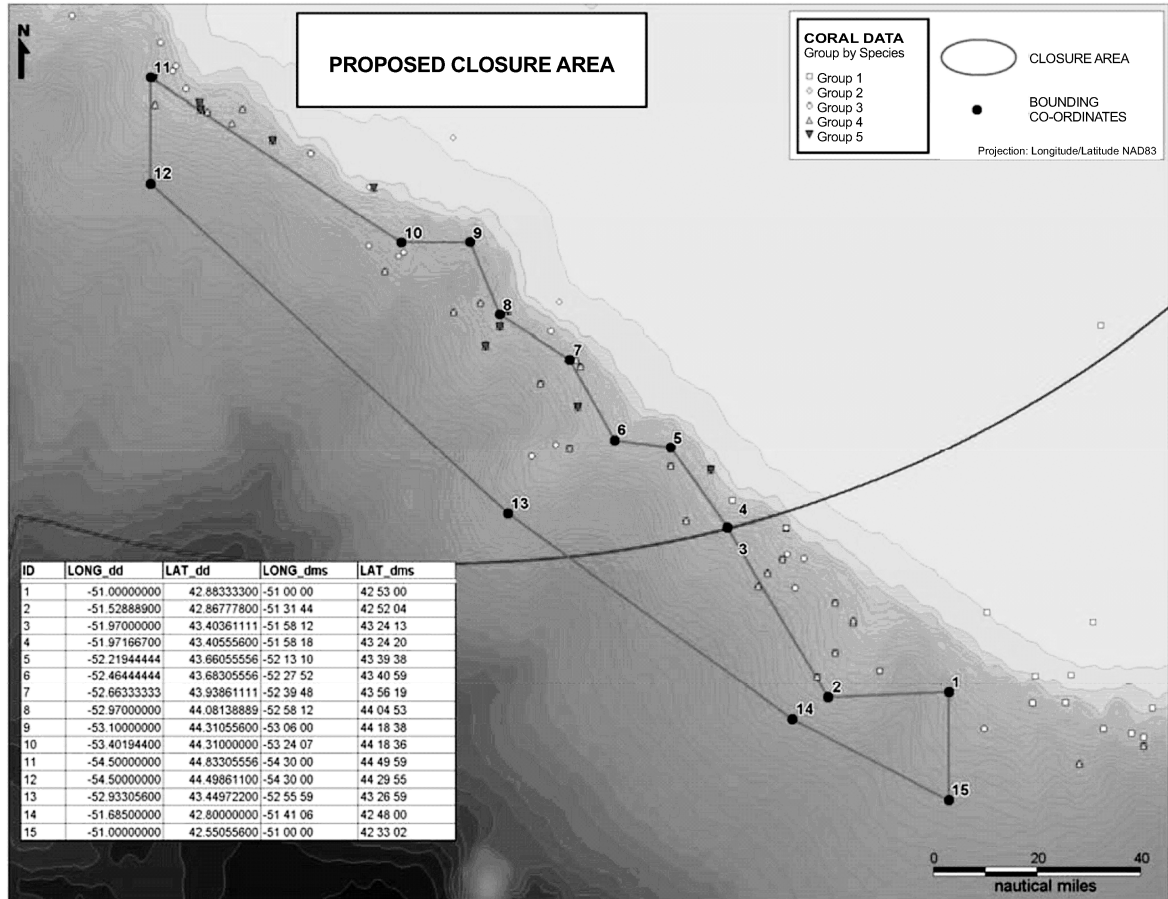 N
PROPOSED CLOSURE AREA
CORAL DATA
Group by Species
Group 1
Group 2
Group 3
Group 4
Group 5
CLOSURE AREA
BOUNDING
CO-ORDINATES
Projection: Longitude/Latitude NAD83
11
12
10
9
8
7
6
5
4
3
13
2
1
14
15
ID LONG_dd LAT_dd LONG_dms LAT_dms
1 -51.00000000 42.88333300 -51 00 00 42 53 00
2 -51.52888900 42.86777800 -51 31 44 42 52 04
3 -51.97000000 43.40361111 -51 58 12 43 24 13
4 -51.97166700 43.40555600 -51 58 18 43 24 20
5 -52.21944444 43.66055556 -52 13 10 43 39 38
6 -52.46444444 43.68305556 -52 27 52 43 40 59
7 -52.66333333 43.93861111 -52 39 48 43 56 19
8 -52.97000000 44.08138889 -52 58 12 44 04 53
9 -53.10000000 44.31055600 -53 06 00 44 18 38
10 -53.40194400 44.31000000 -53 24 07 44 18 36
11 -54.50000000 44.83305556 -54 30 00 44 49 59
12 -54.50000000 44.49861100 -54 30 00 44 29 55
13 -52.93305600 43.44972200 -52 55 59 43 26 59
14 -51.68500000 42.80000000 -51 41 06 42 48 00
15 -51.00000000 42.55055600 -51 00 00 42 33 02
0 20 40
nautical miles